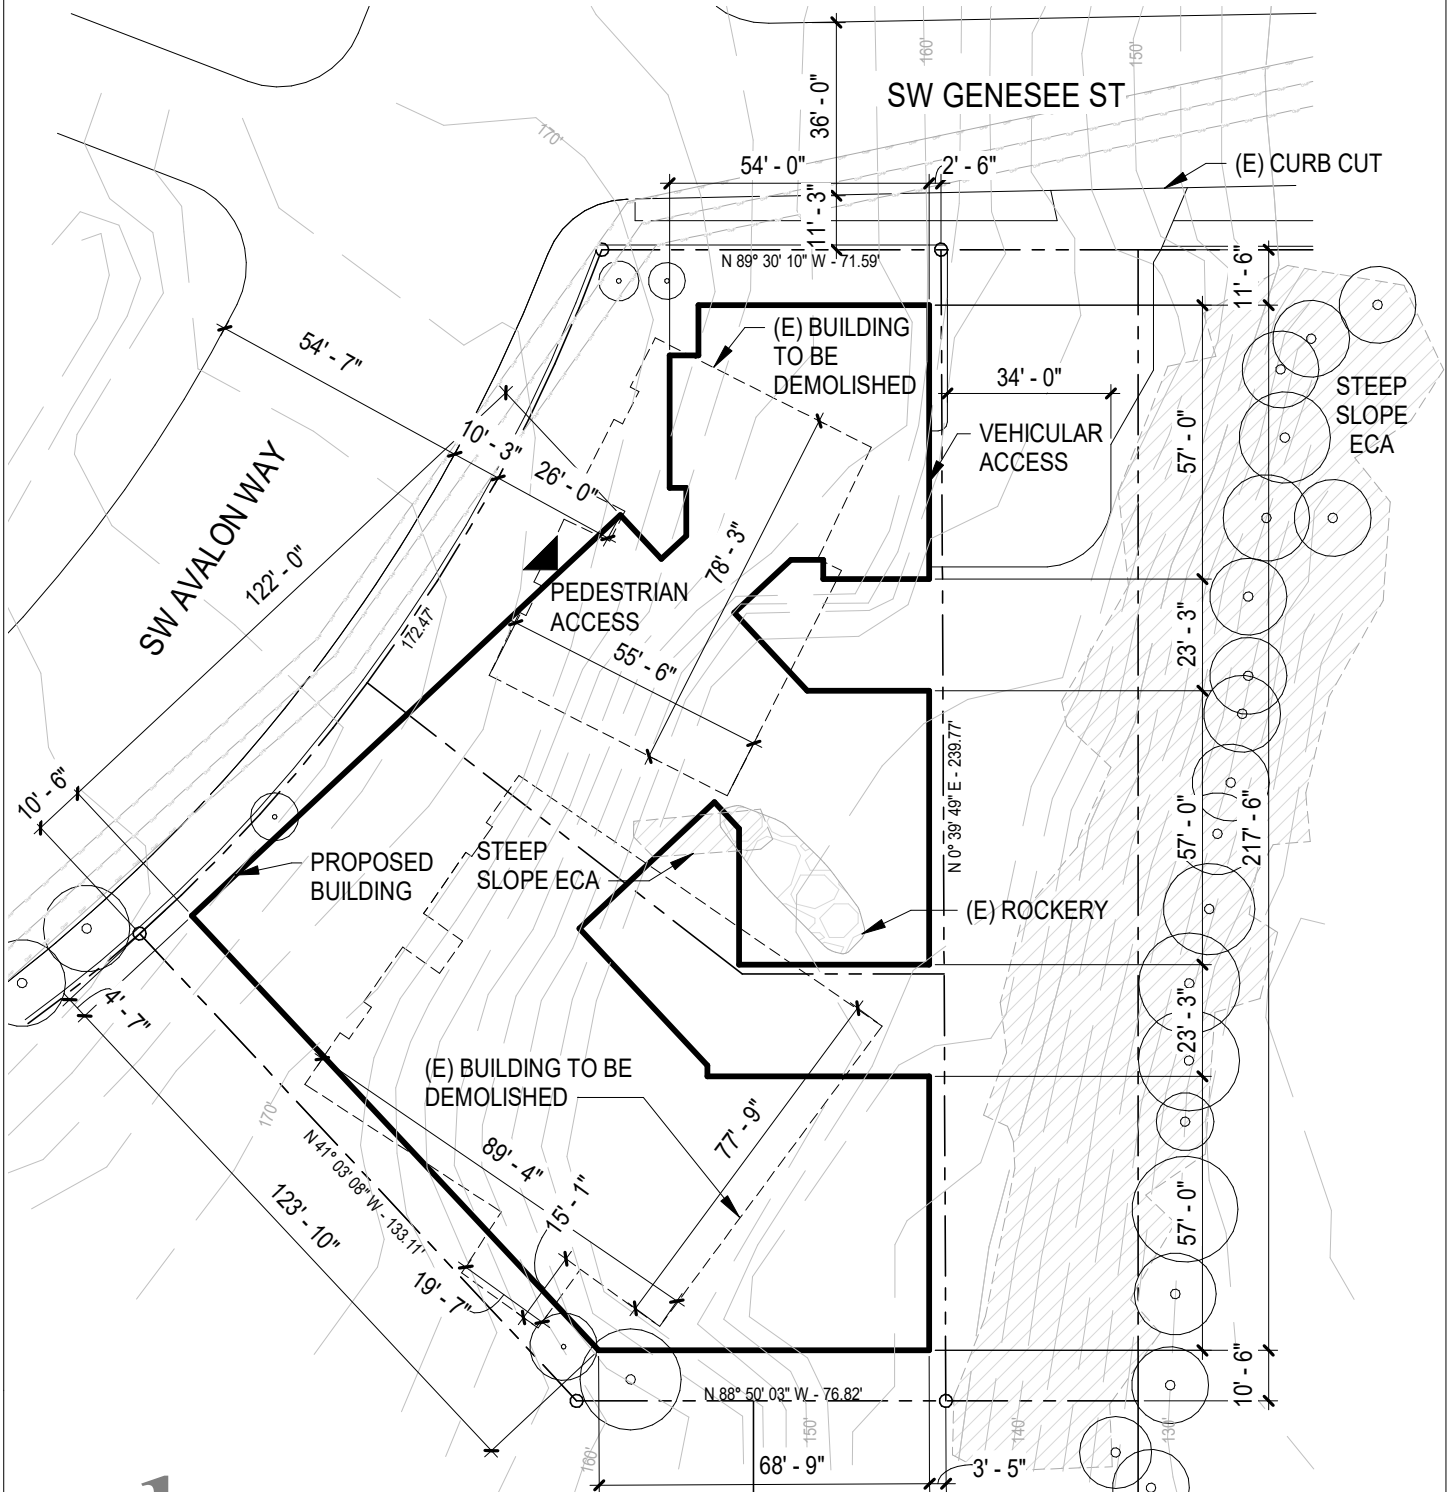 160'
150'
SW GENESEE ST
36' - 0"
170'
54' - 0"
2' - 6"
(E) CURB CUT
11' - 3"
N 89° 30' 10" W - 71.59'
11' - 6"
(E) BUILDING
TO BE
DEMOLISHED
54' - 7"
34' - 0"
STEEP
SLOPE
ECA
10' - 3"
26' - 0"
VEHICULAR
ACCESS
57' - 0"
SW AVALON WAY
122' - 0"
78' - 3"
PEDESTRIAN
ACCESS
172.47'
55' - 6"
23' - 3"
N 0° 39' 49" E - 239.77'
10' - 6"
57' - 0"
217' - 6"
PROPOSED
BUILDING
STEEP
SLOPE ECA
(E) ROCKERY
4' - 7"
23' - 3"
(E) BUILDING TO BE
DEMOLISHED
170'
N 41° 03' 08" W - 133.11'
77' - 9"
89' - 4"
123' - 10"
15' - 1"
57' - 0"
19' - 7"
10' - 6"
N 88° 50' 03" W - 76.82'
160'
150'
140'
130'
68' - 9"
3' - 5"